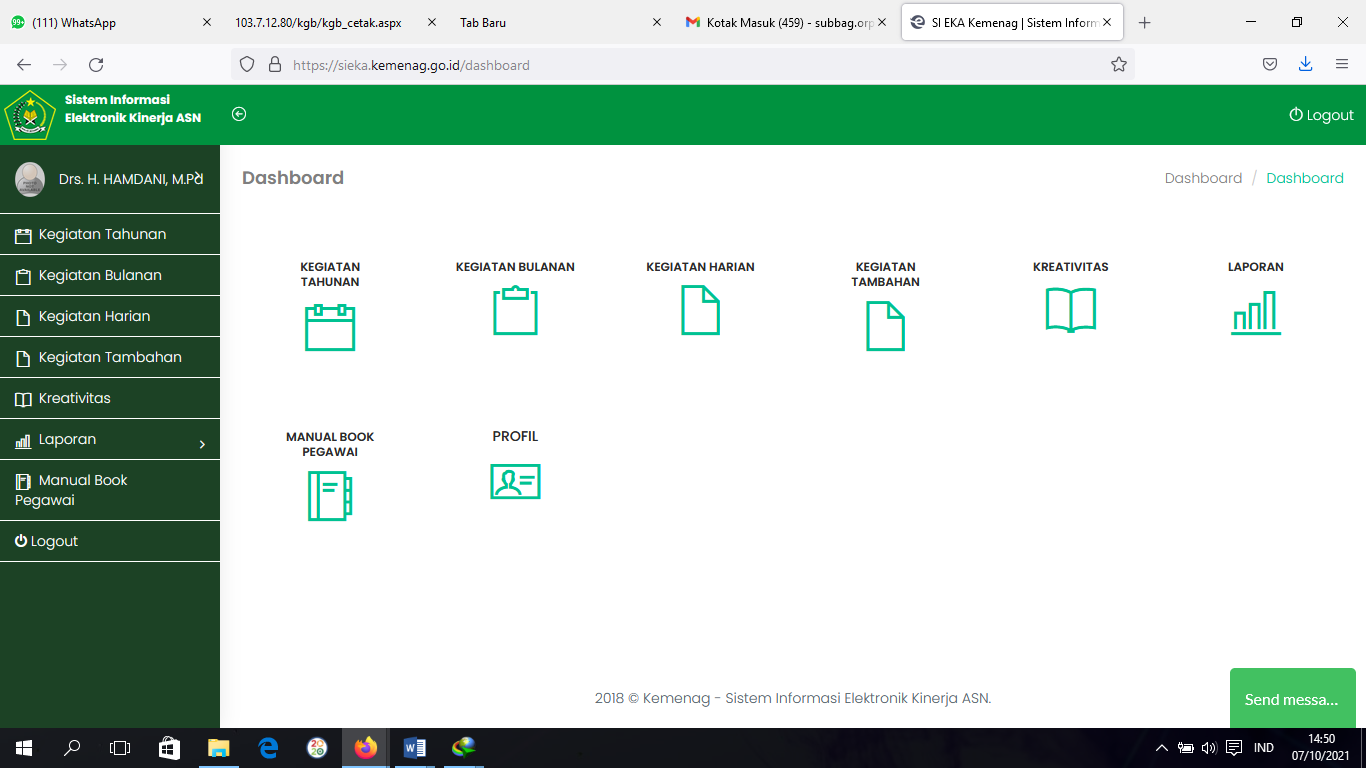 99+ (111) WhatsApp
103.7.12.80/kgb/kgb_cetak.aspx
Tab Baru
Kotak Masuk (459) - subbag.orp
SI EKA Kemenag | Sistem Inform
https://sieka.kemenag.go.id/dashboard
Sistem Informasi
Elektronik Kinerja ASN
Logout
Drs. H. HAMDANI, M.Pd
Kegiatan Tahunan
Kegiatan Bulanan
Kegiatan Harian
Kegiatan Tambahan
Kreativitas
Laporan
Manual Book
Pegawai
Logout
Dashboard
Dashboard / Dashboard
KEGIATAN
TAHUNAN
KEGIATAN BULANAN
KEGIATAN HARIAN
KEGIATAN
TAMBAHAN
KREATIVITAS
LAPORAN
MANUAL BOOK
PEGAWAI
PROFIL
2018 © Kemenag - Sistem Informasi Elektronik Kinerja ASN.
Send messa...
IND
14:50
07/10/2021